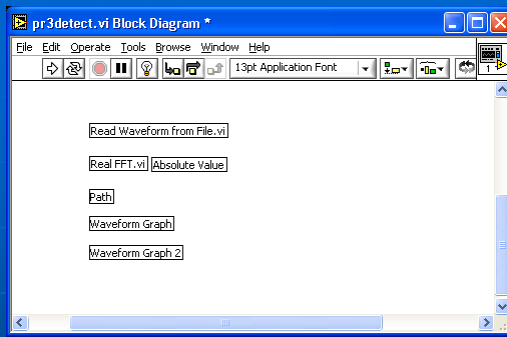 pr3detect.vi Block Diagram *
File Edit Operate Tools Browse Window Help
13pt Application Font
1
Read Waveform from File.vi
Real FFT.vi Absolute Value
Path
Waveform Graph
Waveform Graph 2